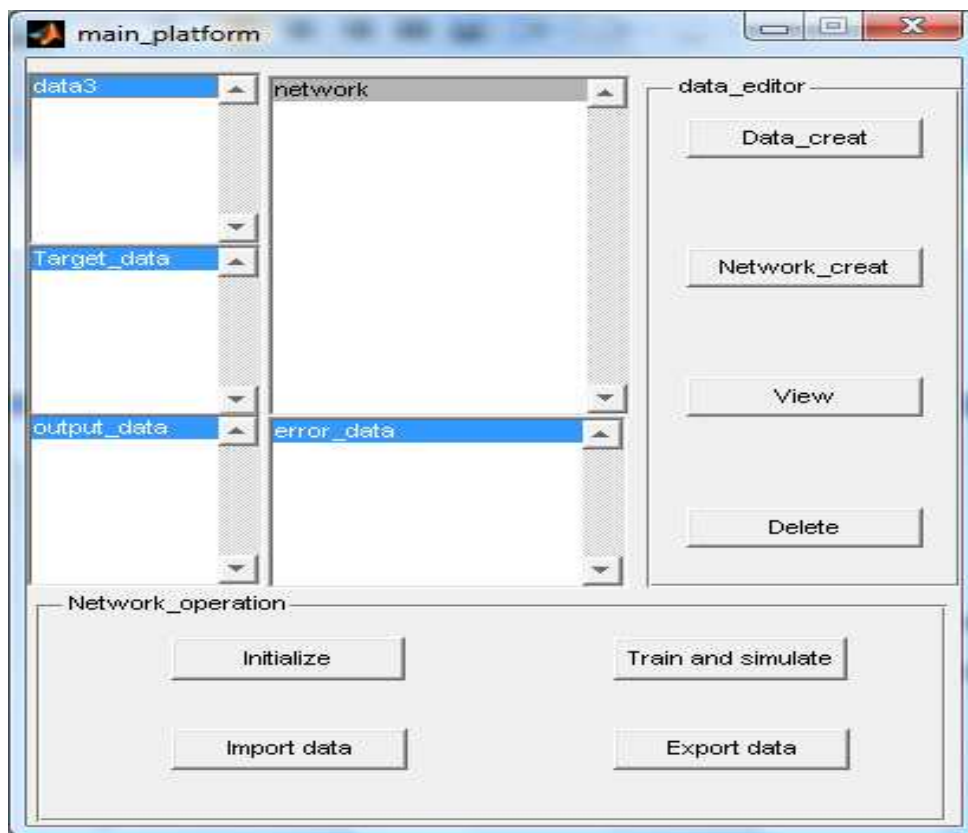 main_platform
data3
network
data_editor
Data_creat
Target_data
Network_creat
View
output_data
error_data
Delete
Network_operation
Initialize
Train and simulate
Import data
Export data